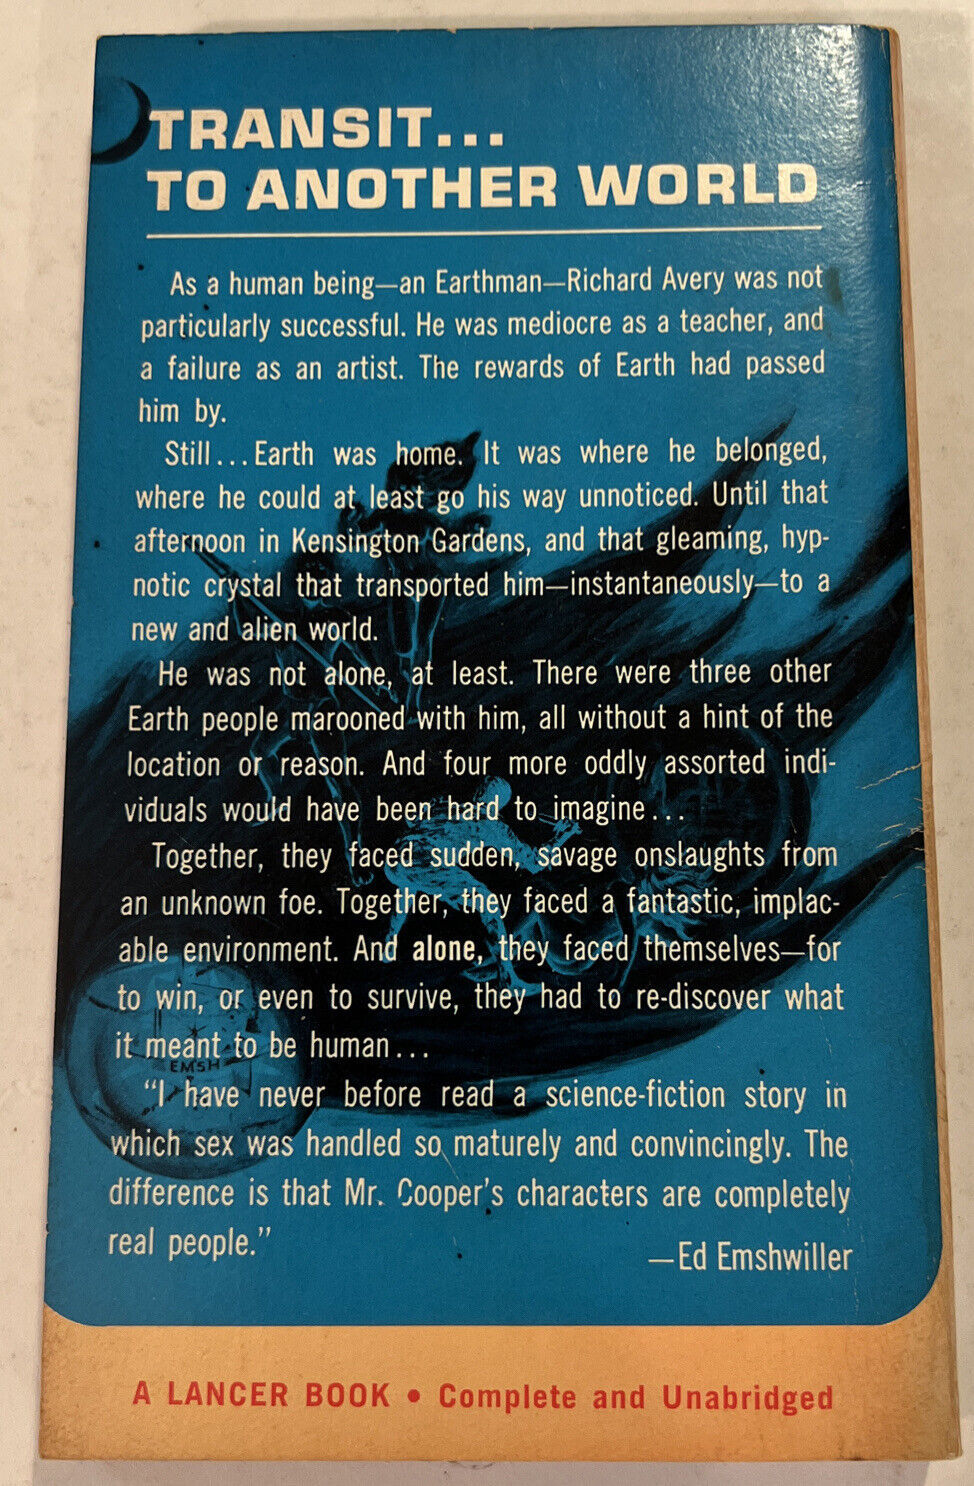 TRANSIT...
TO ANOTHER WORLD
As a human being—an Earthman—Richard Avery was not
particularly successful. He was mediocre as a teacher, and
a failure as an artist. The rewards of Earth had passed
him by.
Still... Earth was home. It was where he belonged,
where he could at least go his way unnoticed. Until that
afternoon in Kensington Gardens, and that gleaming, hyp-
notic crystal that transported him—instantaneously—to a
new and alien world.
He was not alone, at least. There were three other
Earth people marooned with him, all without a hint of the
location or reason. And four more oddly assorted indi-
viduals would have been hard to imagine...
Together, they faced sudden, savage onslaughts from
an unknown foe. Together, they faced a fantastic, implac-
able environment. And alone, they faced themselves—for
to win, or even to survive, they had to re-discover what
it meant to be human...
EMSH
"I have never before read a science-fiction story in
which sex was handled so maturely and convincingly. The
difference is that Mr. Cooper's characters are completely
real people."
—Ed Emshwiller
A LANCER BOOK • Complete and Unabridged